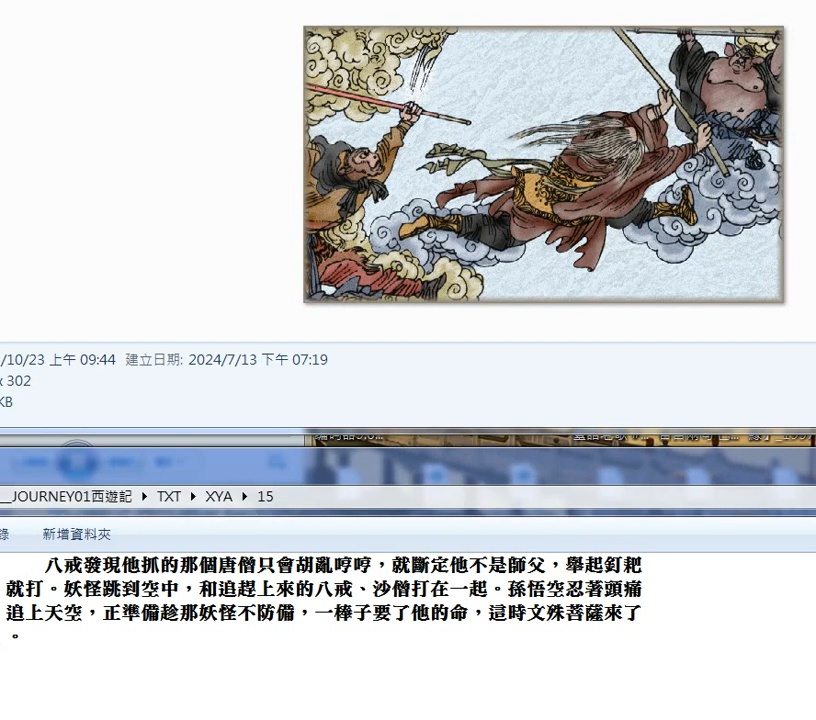 /10/23 上午 09:44 建立日期: 2024/7/13 下午 07:19
x 302
KB
__JOURNEY01西遊記 ▸ TXT ▸ XYA ▸ 15
新增資料夾
八戒發現他抓的那個唐僧只會胡亂哼哼，就斷定他不是師父，舉起釘耙
就打。妖怪跳到空中，和追趕上來的八戒、沙僧打在一起。孫悟空忍著頭痛
追上天空，正準備趁那妖怪不防備，一棒子要了他的命，這時文殊菩薩來了
。